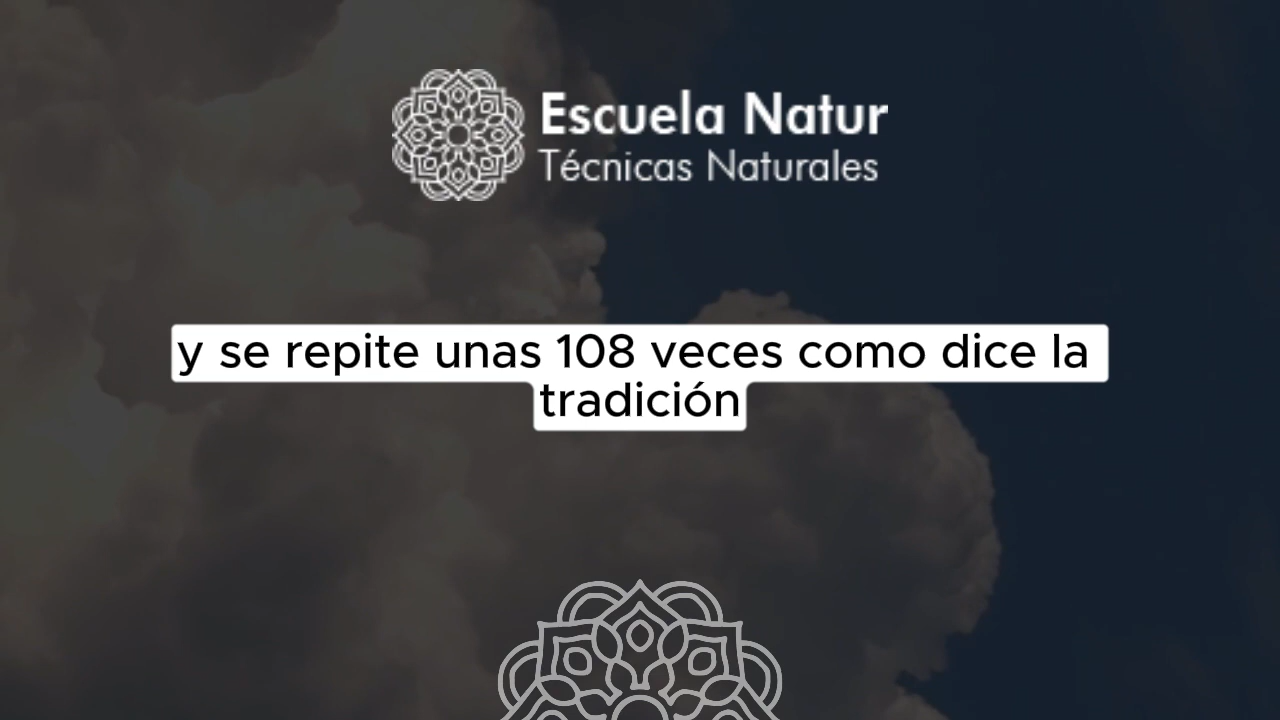 Escuela Natur
Técnicas Naturales
y se repite unas 108 veces como dice la
tradición